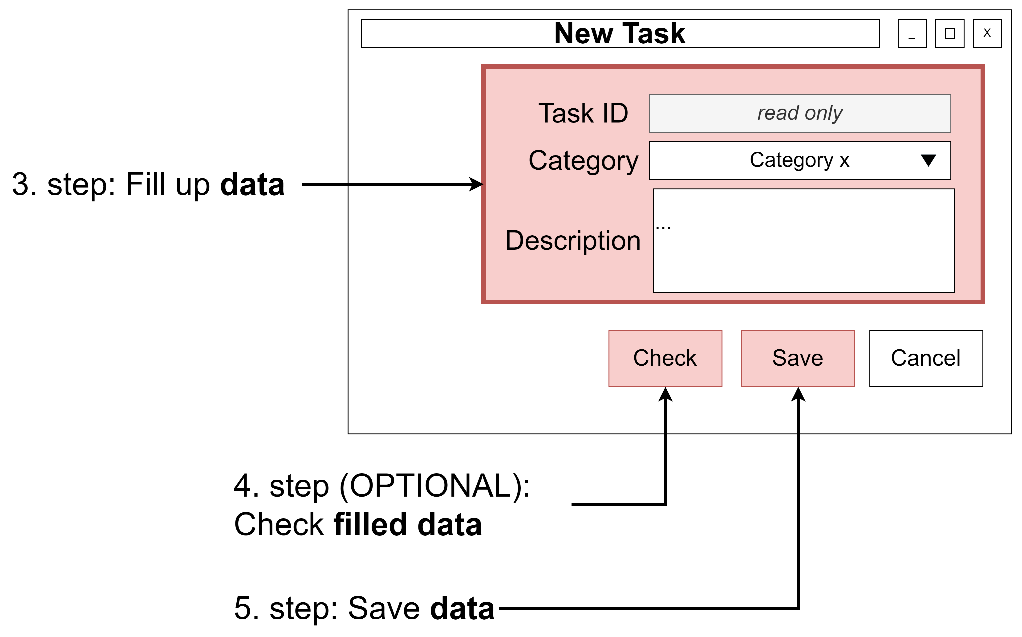 New Task
_ □ X
Task ID
read only
Category
Category x
3. step: Fill up data
Description
...
Check
Save
Cancel
4. step (OPTIONAL):
Check filled data
5. step: Save data